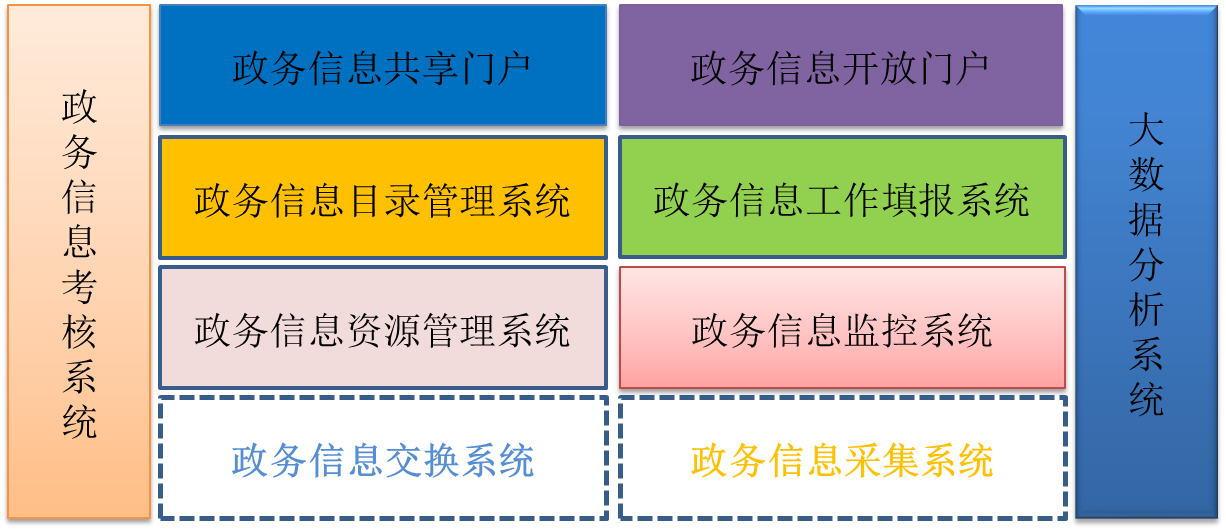 政务信息考核系统
政务信息共享门户
政务信息开放门户
政务信息目录管理系统
政务信息工作填报系统
政务信息资源管理系统
政务信息监控系统
政务信息交换系统
政务信息采集系统
大数据分析系统